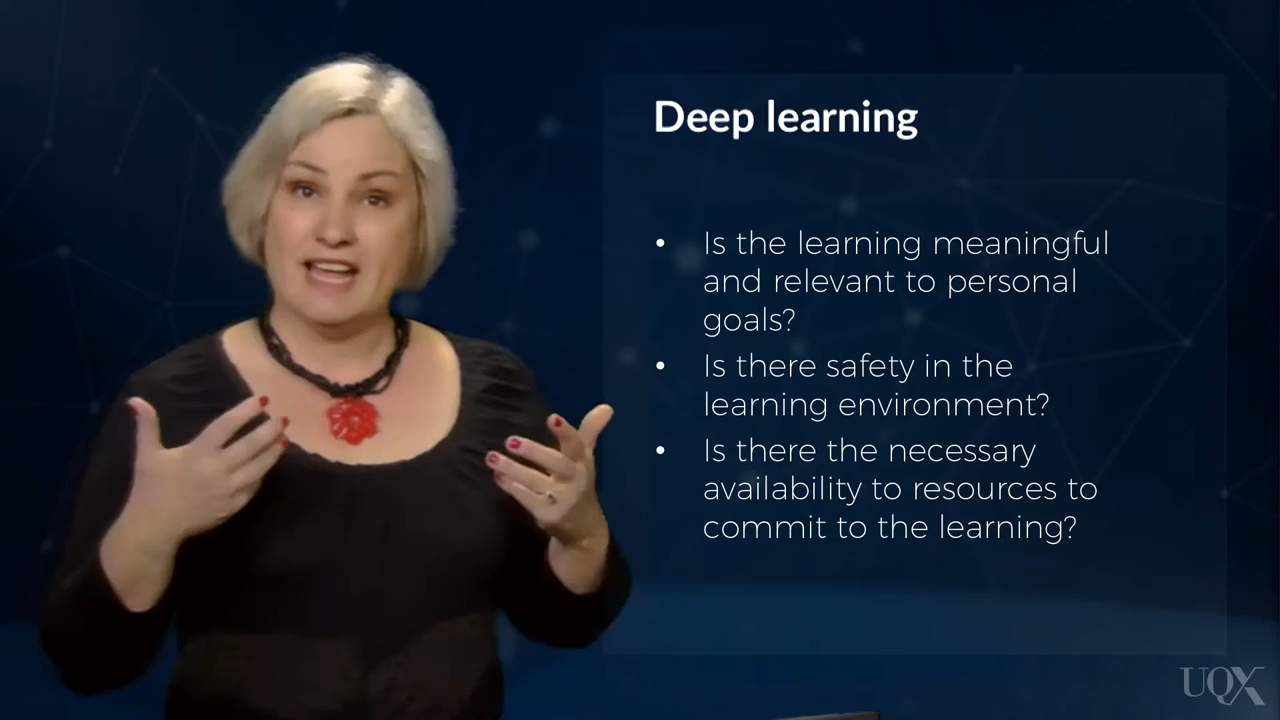 Deep learning
• Is the learning meaningful
and relevant to personal
goals?
• Is there safety in the
learning environment?
• Is there the necessary
availability to resources to
commit to the learning?
UQX